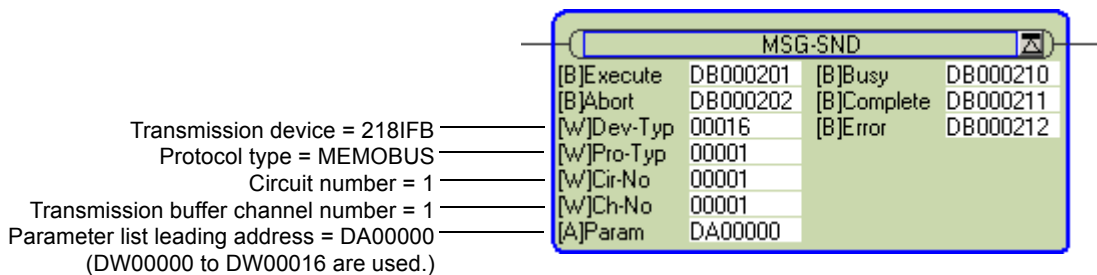 MSG-SND
[B]Execute DB000201 [B]Busy DB000210
[B]Abort DB000202 [B]Complete DB000211
Transmission device = 218IFB [W]Dev-Typ 00016 [B]Error DB000212
Protocol type = MEMOBUS [W]Pro-Typ 00001
Circuit number = 1 [W]Cir-No 00001
Transmission buffer channel number = 1 [W]Ch-No 00001
Parameter list leading address = DA00000 [A]Param DA00000
(DW00000 to DW00016 are used.)